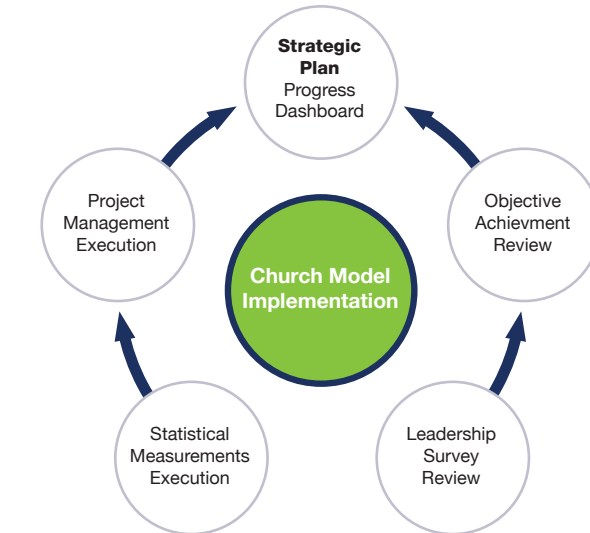 Strategic
Plan
Progress
Dashboard
Project
Management
Execution
Objective
Achievment
Review
Church Model
Implementation
Statistical
Measurements
Execution
Leadership
Survey
Review